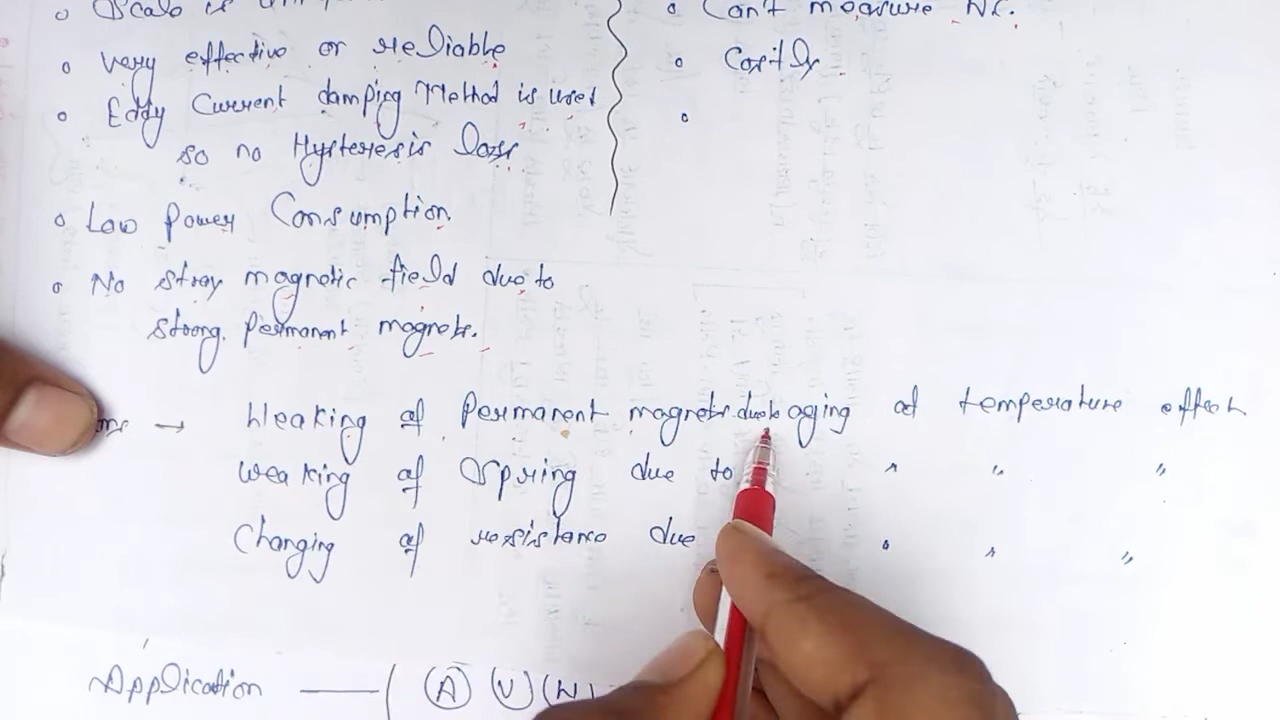 Scale is
Very effective or reliable
Eddy Current damping Method is used
so no Hysteresis loss
Low Power Consumption.
No stray magnetic field due to
strong. Permanent magnets.
Can't measure AC.
Costly
→ Weaking of Permanent magnets due to aging at temperature effect
Weaking of Spring due to " " "
Changing of resistance due " " "
Application — (A) (V) (W)